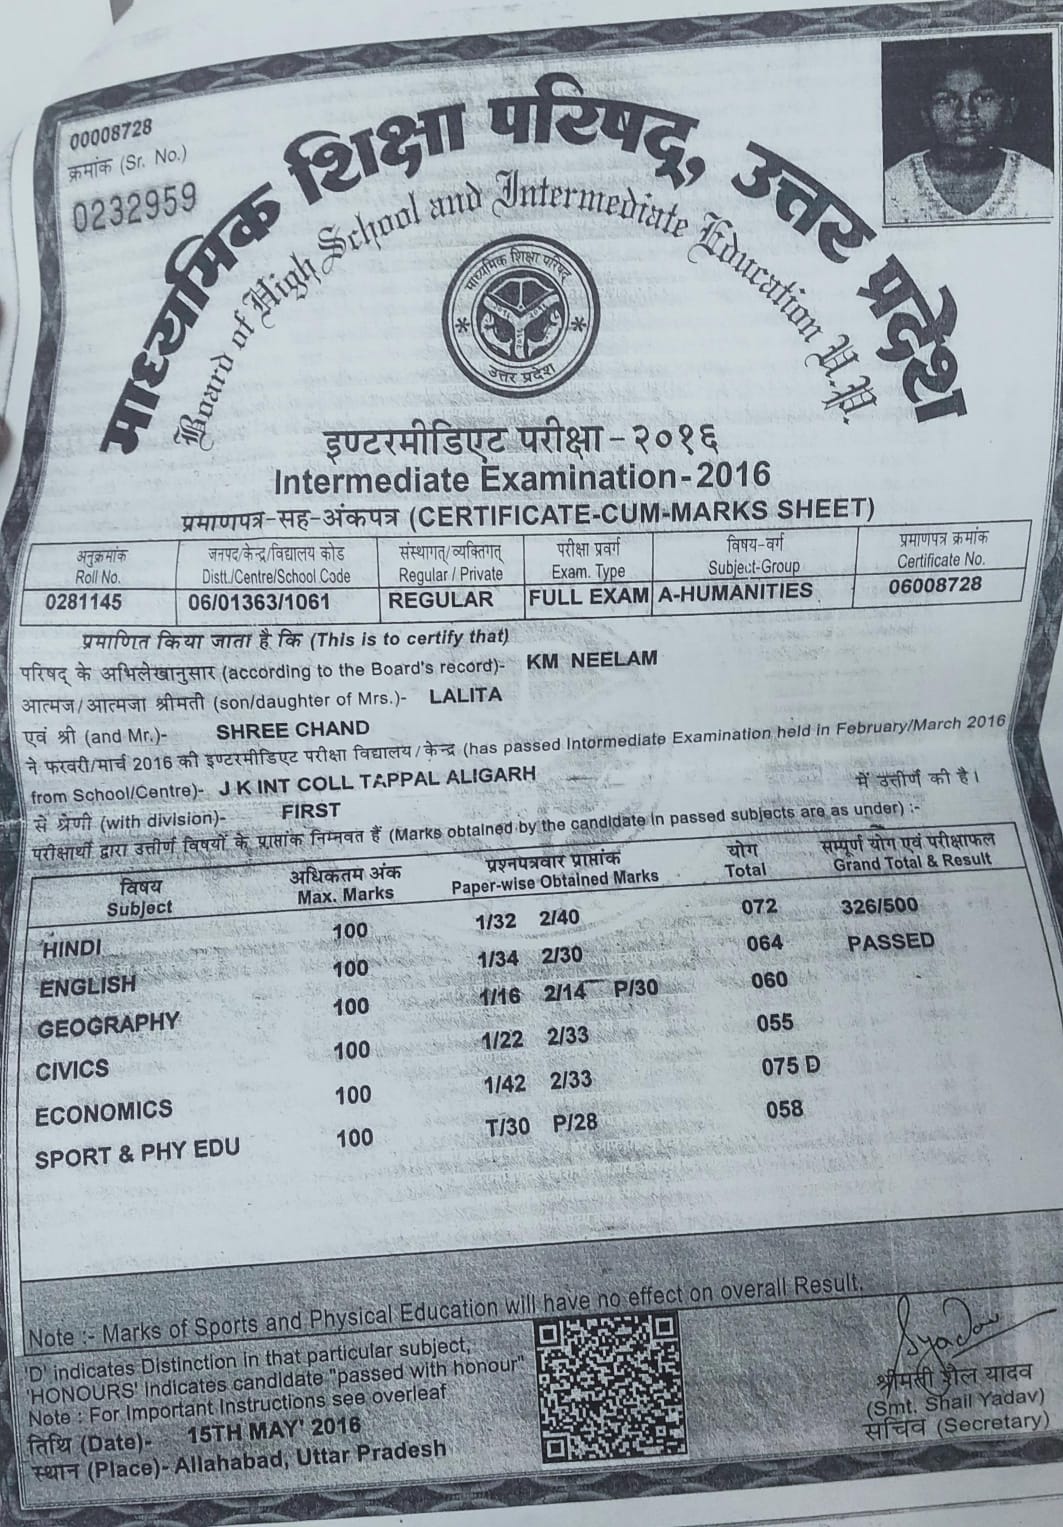 00008728
क्रमांक (Sr. No.)
0232959
माध्यमिक शिक्षा परिषद्, उत्तर प्रदेश
Board of High School and Intermediate Education U.P.
माध्यमिक शिक्षा परिषद्
उत्तर प्रदेश
इण्टरमीडिएट परीक्षा - २०१६
Intermediate Examination-2016
प्रमाणपत्र-सह-अंकपत्र (CERTIFICATE-CUM-MARKS SHEET)
अनुक्रमांक जनपद/केन्द्र/विद्यालय कोड संस्थागत्/व्यक्तिगत् परीक्षा प्रवर्ग विषय-वर्ग प्रमाणपत्र क्रमांक
Roll No. Distt./Centre/School Code Regular / Private Exam. Type Subject-Group Certificate No.
0281145 06/01363/1061 REGULAR FULL EXAM A-HUMANITIES 06008728
प्रमाणित किया जाता है कि (This is to certify that)
परिषद् के अभिलेखानुसार (according to the Board's record)- KM NEELAM
आत्मज/आत्मजा श्रीमती (son/daughter of Mrs.)- LALITA
एवं श्री (and Mr.)- SHREE CHAND
ने फरवरी/मार्च 2016 की इण्टरमीडिएट परीक्षा विद्यालय/केन्द्र (has passed Intormediate Examination held in February/March 2016
from School/Centre)- J K INT COLL TAPPAL ALIGARH
से श्रेणी (with division)- FIRST में उत्तीर्ण की है।
परीक्षार्थी द्वारा उत्तीर्ण विषयों के प्राप्तांक निम्नवत हैं (Marks obtained by the candidate in passed subjects are as under) :-
विषय अधिकतम अंक प्रश्नपत्रवार प्राप्तांक योग सम्पूर्ण योग एवं परीक्षाफल
Subject Max. Marks Paper-wise Obtained Marks Total Grand Total & Result
HINDI 100 1/32 2/40 072 326/500
ENGLISH 100 1/34 2/30 064 PASSED
GEOGRAPHY 100 1/16 2/14 P/30 060
CIVICS 100 1/22 2/33 055
ECONOMICS 100 1/42 2/33 075 D
SPORT & PHY EDU 100 T/30 P/28 058
Note :- Marks of Sports and Physical Education will have no effect on overall Result.
'D' indicates Distinction in that particular subject,
'HONOURS' indicates candidate "passed with honour"
Note : For Important Instructions see overleaf
तिथि (Date)- 15TH MAY' 2016
स्थान (Place)- Allahabad, Uttar Pradesh
SYadav
श्रीमती शैल यादव
(Smt. Shail Yadav)
सचिव (Secretary)